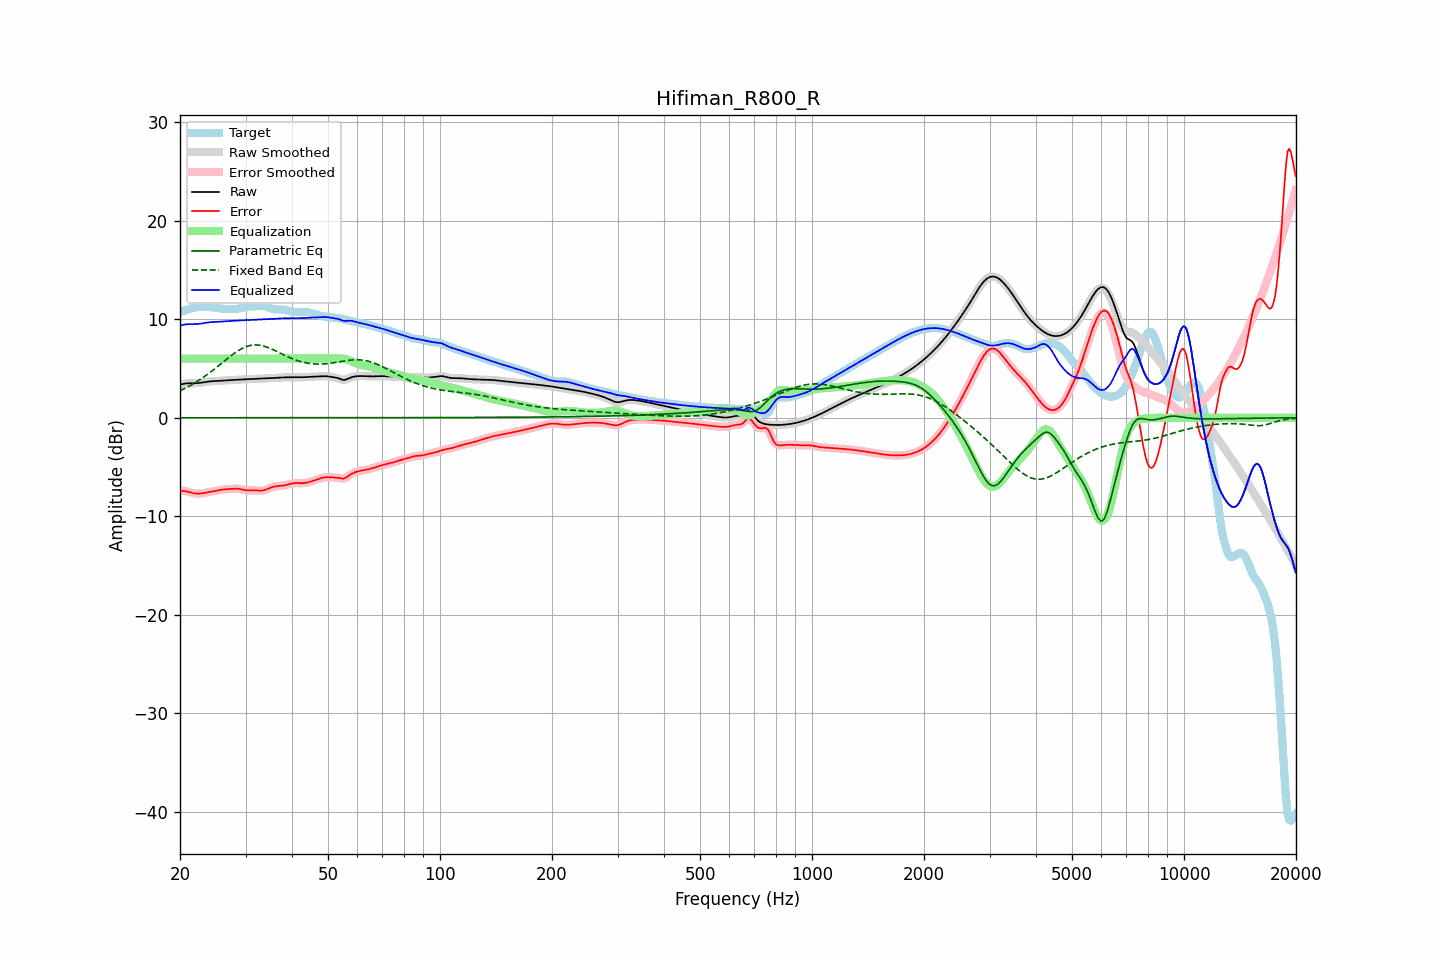 Hifiman_R800_R
Target
Raw Smoothed
Error Smoothed
Raw
Error
Equalization
Parametric Eq
Fixed Band Eq
Equalized
30
20
10
0
−10
−20
−30
−40
Amplitude (dBr)
20
50
100
200
500
1000
2000
5000
10000
20000
Frequency (Hz)